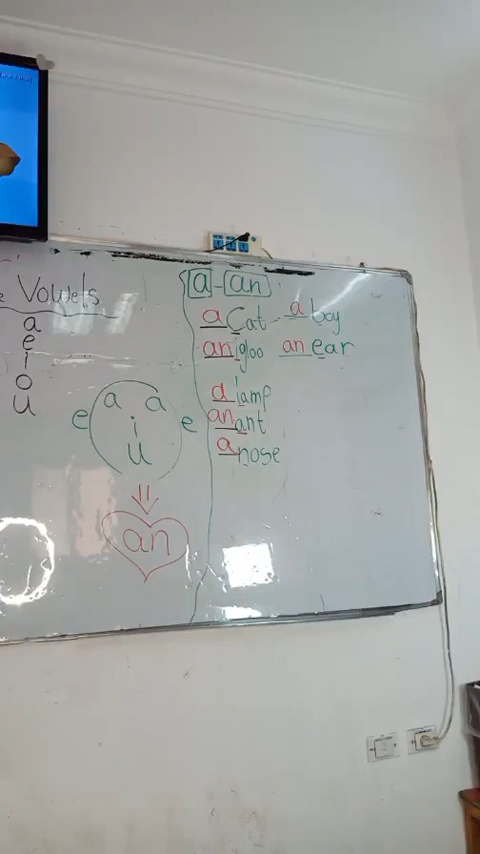 Vowels
a
e
i
o
u
a a
e i e
u
an
a - an
a Cat - a boy
an igloo an ear
a lamp
an ant
a nose